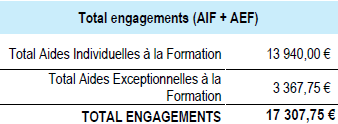 Total engagements (AIF + AEF)
Total Aides Individuelles à la Formation 13 940,00 €
Total Aides Exceptionnelles à la
Formation 3 367,75 €
TOTAL ENGAGEMENTS 17 307,75 €